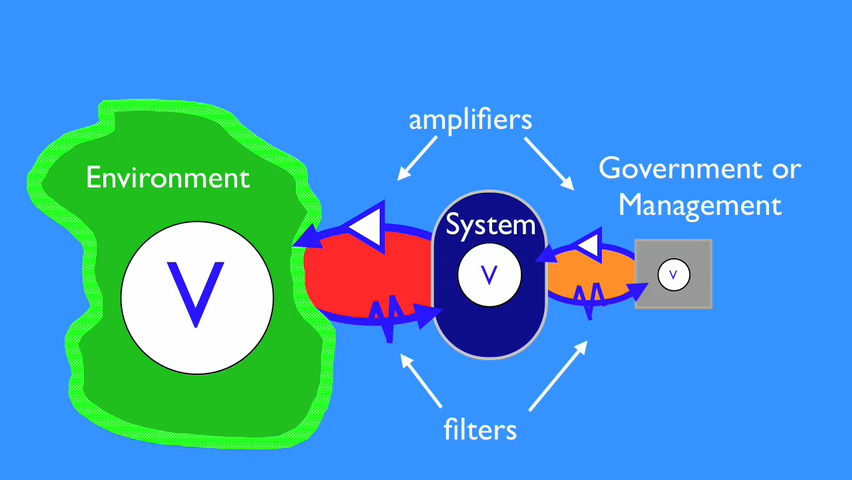 amplifiers
Environment
Government or
Management
System
V
V
V
filters